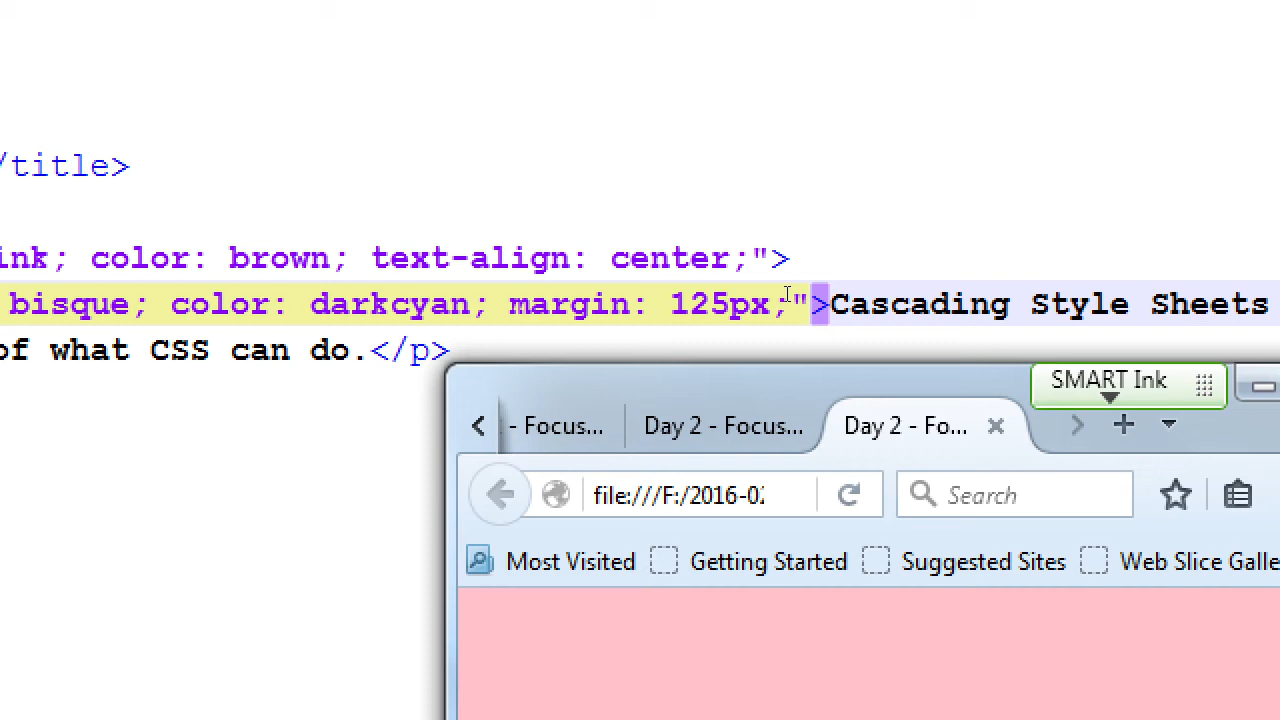 /title>
ink; color: brown; text-align: center;">
bisque; color: darkcyan; margin: 125px;">Cascading Style Sheets
of what CSS can do.</p>
SMART Ink
- Focus... Day 2 - Focus... Day 2 - Fo...
file:///F:/2016-02 Search
Most Visited Getting Started Suggested Sites Web Slice Galle